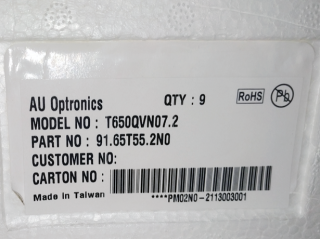 AU Optronics QTY : 9 RoHS Pb
MODEL NO : T650QVN07.2
PART NO : 91.65T55.2N0
CUSTOMER NO:
CARTON NO :
Made in Taiwan ****PM02N0-2113003001